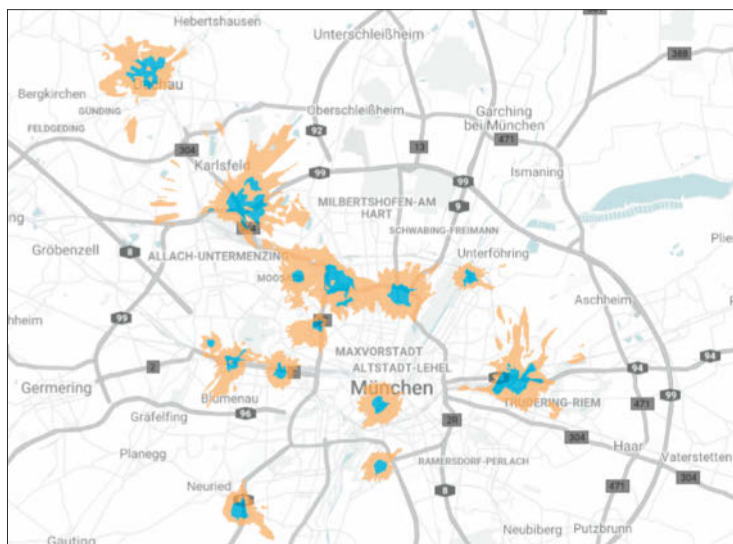 Hebertshausen
Unterschleißheim
388
Bergkirchen
GÜNDING
Oberschleißheim
Garching
bei München
FELDGEDING
92
471
304
13
Karlsfeld
99
99
Ismaning
MILBERTSHOFEN-AM
HART
9
SCHWABING-FREIMANN
Gröbenzell
8
ALLACH-UNTERMENZING
Unterföhring
MOOS
Aschheim
99
MAXVORSTADT
94
2
ALTSTADT-LEHEL
94
Germering
München
Blumenau
THUDERING-RIEM
99
471
96
Gräfelfing
2R
304
Haar
Planegg
RAMERSDORF-PERLACH
Vaterstetten
304
Neuried
8
471
Neubiberg
Putzbrunn
Gauting